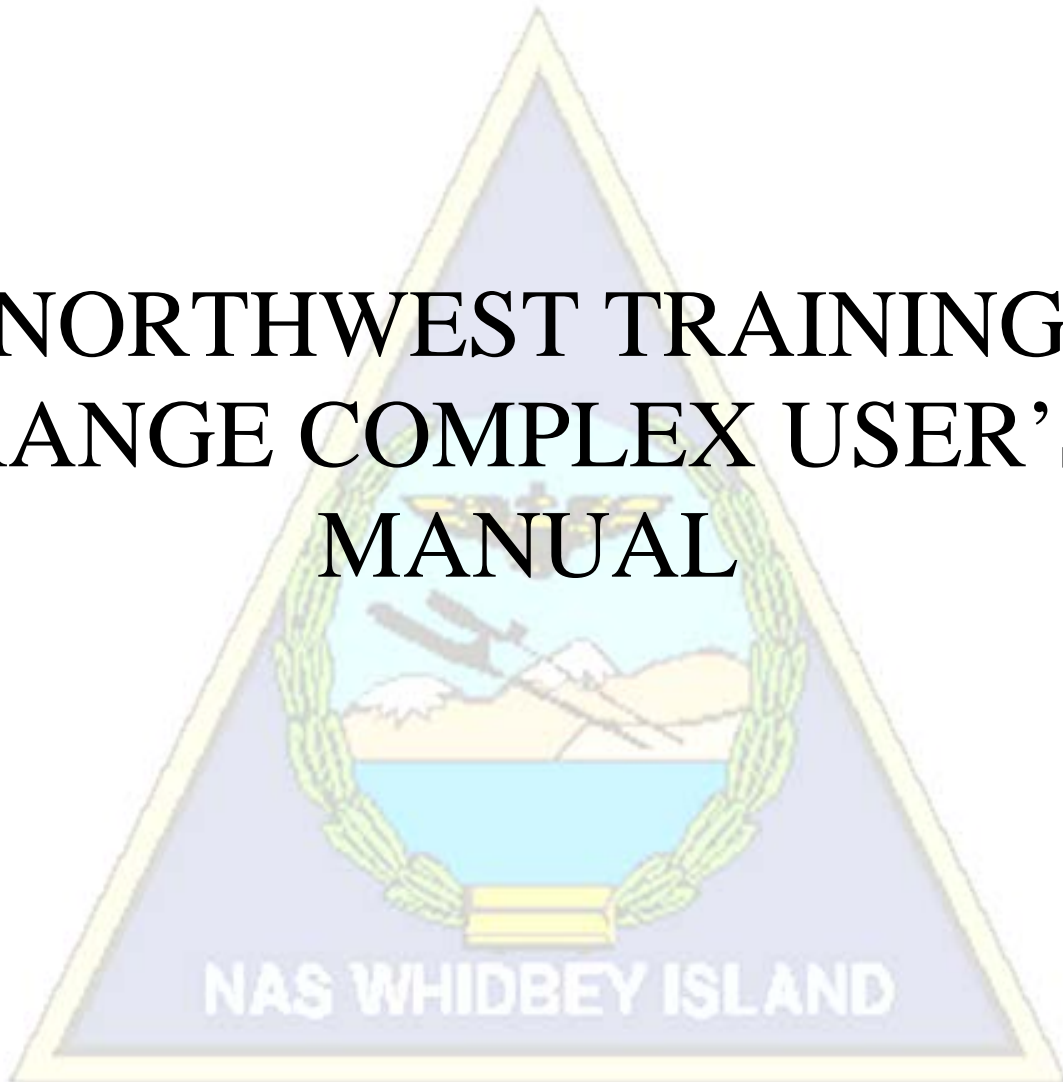 NORTHWEST TRAINING
ANGE COMPLEX USER’
MANUAL
NAS WHIDBEY ISLAND